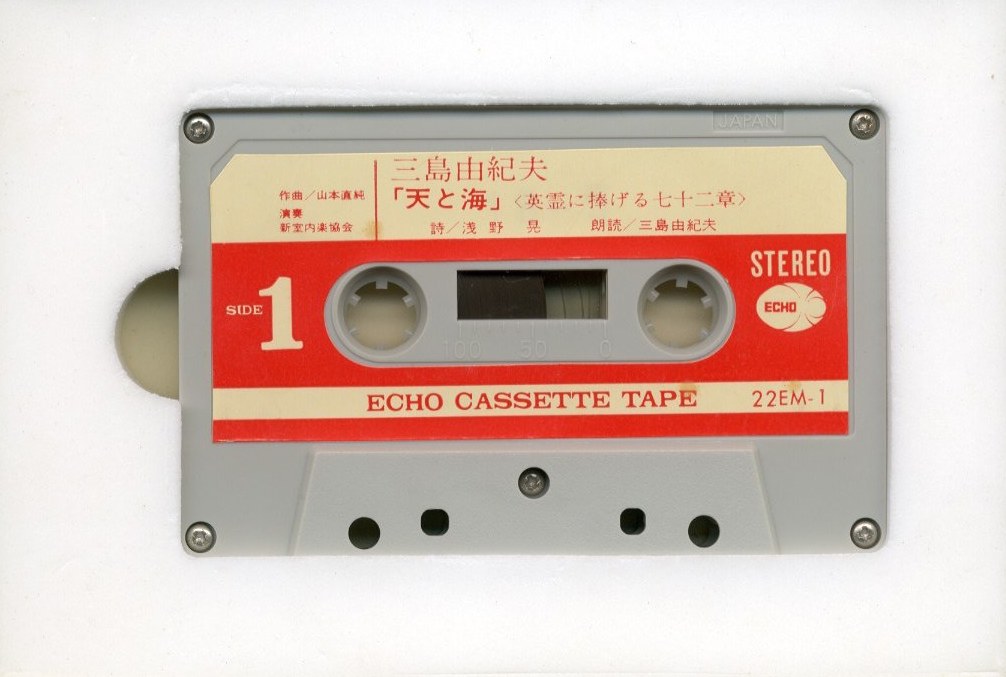 JAPAN
三島由紀夫
「天と海」〈英霊に捧げる七十二章〉
詩/浅野 晃 朗読/三島由紀夫
作曲/山本直純
演奏
新室内楽協会
SIDE 1
STEREO
ECHO
100 50 0
ECHO CASSETTE TAPE 22EM-1